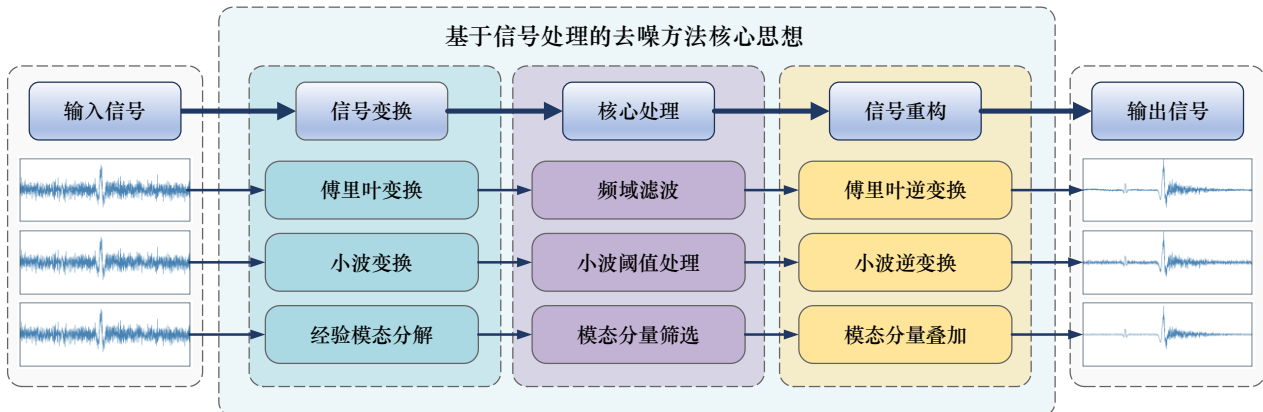 基于信号处理的去噪方法核心思想
输入信号
信号变换
核心处理
信号重构
输出信号
傅里叶变换
频域滤波
傅里叶逆变换
小波变换
小波阈值处理
小波逆变换
经验模态分解
模态分量筛选
模态分量叠加